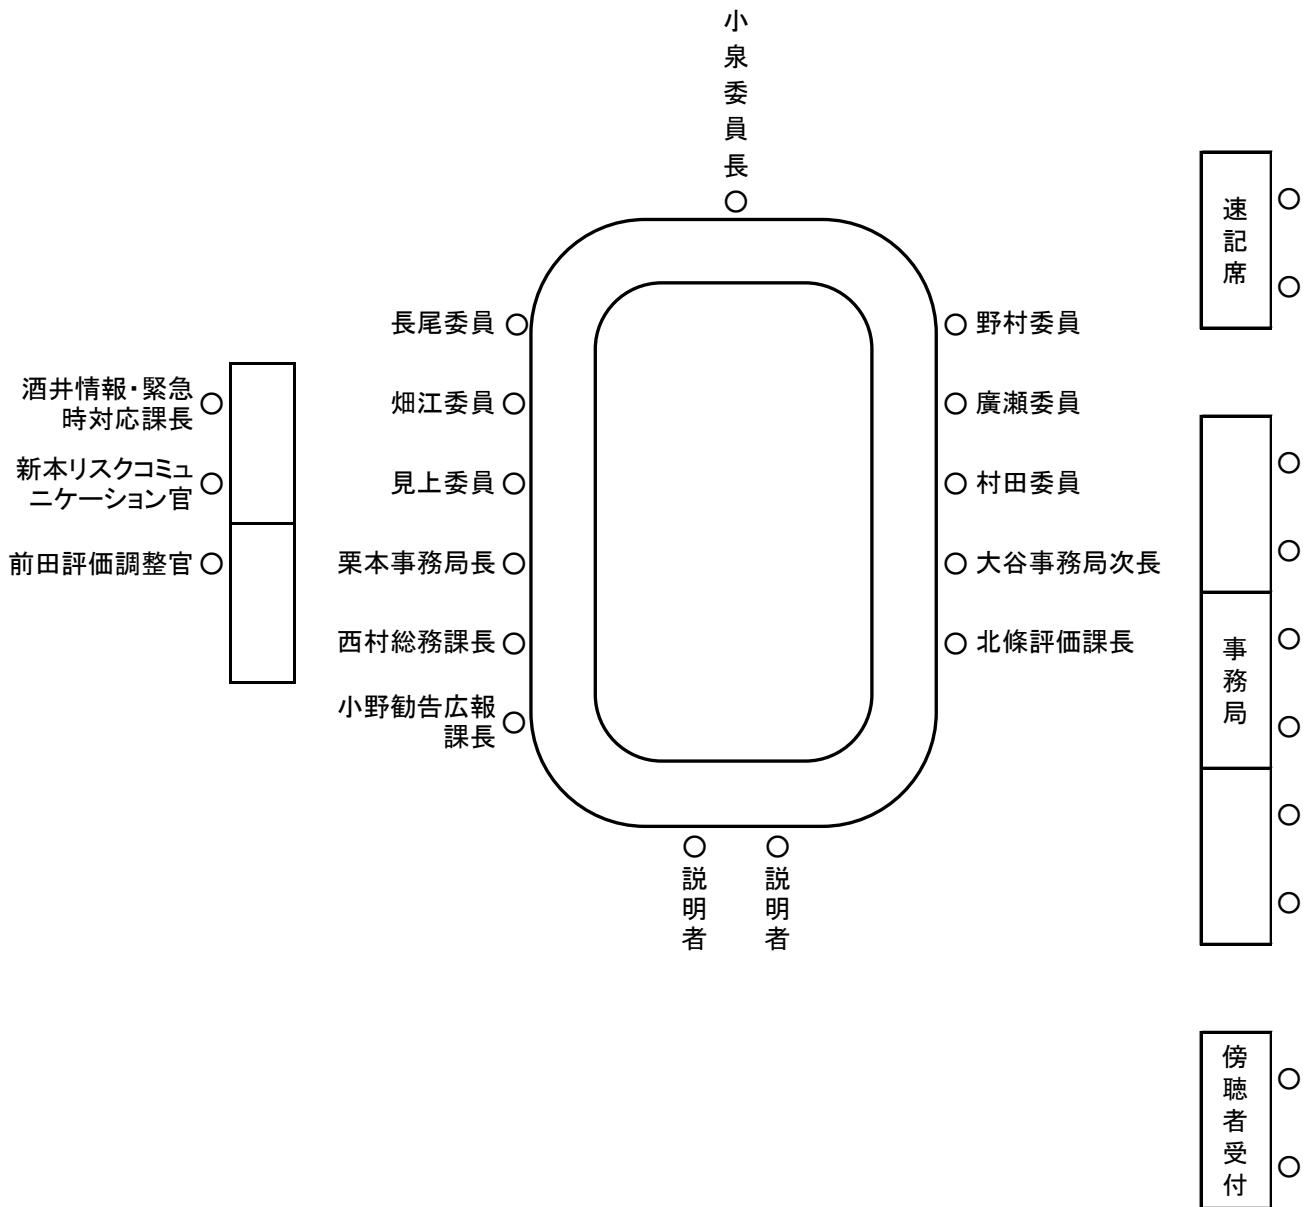 小泉委員長
速記席
長尾委員
野村委員
酒井情報・緊急
時対応課長
畑江委員
廣瀬委員
新本リスクコミュ
ニケーション官
見上委員
村田委員
前田評価調整官
栗本事務局長
大谷事務局次長
西村総務課長
北條評価課長
事務局
小野勧告広報
課長
説明者
説明者
傍聴者受付